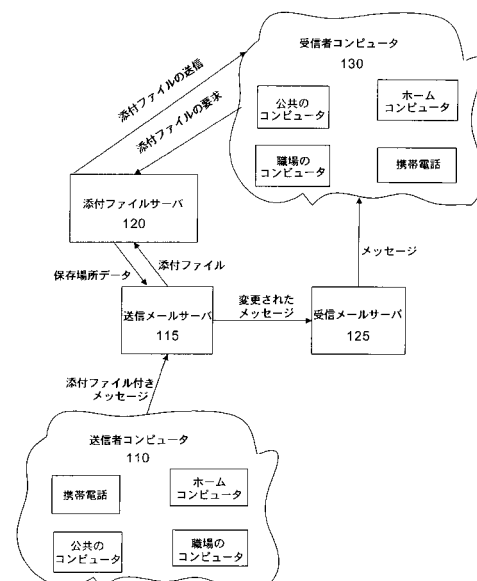 受信者コンピュータ
130
公共の
コンピュータ
ホーム
コンピュータ
職場の
コンピュータ
携帯電話
添付ファイルの送信
添付ファイルの要求
添付ファイルサーバ
120
保存場所データ
添付ファイル
メッセージ
送信メールサーバ
115
変更された
メッセージ
受信メールサーバ
125
添付ファイル付き
メッセージ
送信者コンピュータ
110
携帯電話
ホーム
コンピュータ
公共の
コンピュータ
職場の
コンピュータ